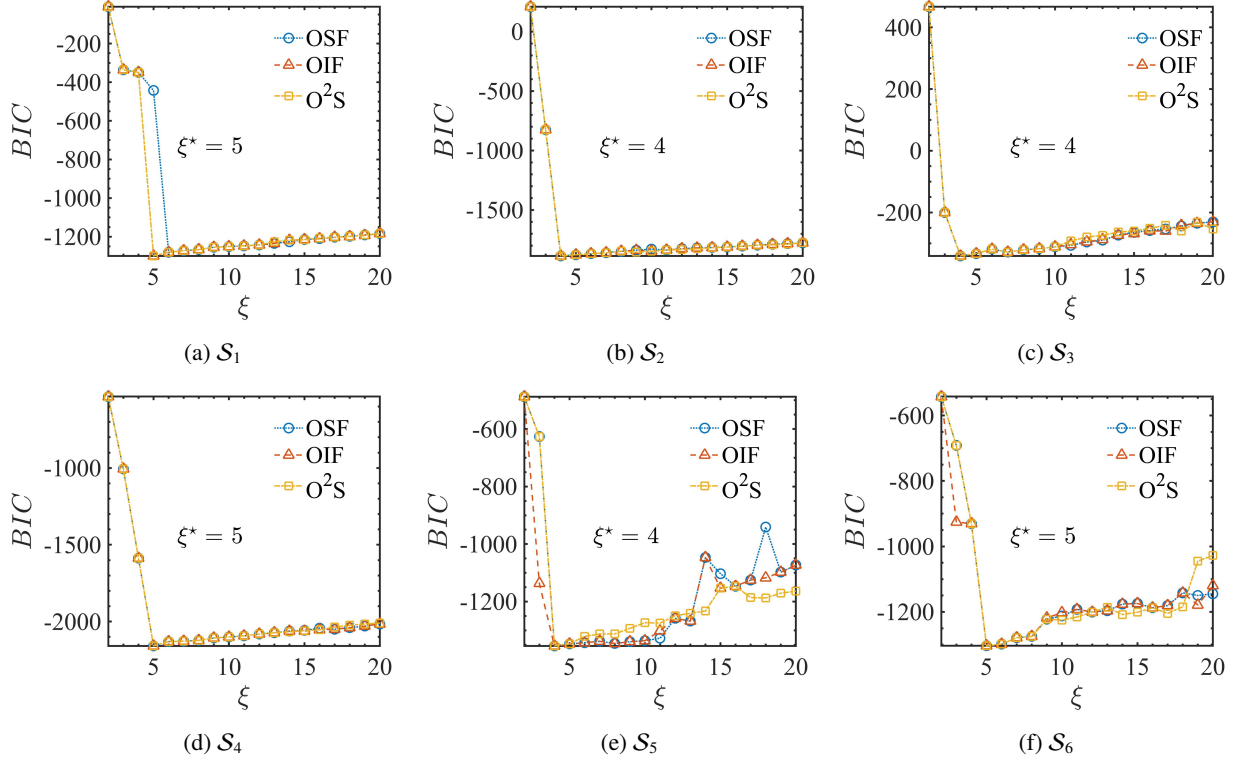 -200
-400
-600
-800
-1000
-1200
BIC
OSF
OIF
O²S
ξ* = 5
5
10
15
20
ξ
(a) S₁
0
-500
-1000
-1500
BIC
OSF
OIF
O²S
ξ* = 4
5
10
15
20
ξ
(b) S₂
400
200
0
-200
BIC
OSF
OIF
O²S
ξ* = 4
5
10
15
20
ξ
(c) S₃
-1000
-1500
-2000
BIC
OSF
OIF
O²S
ξ* = 5
5
10
15
20
ξ
(d) S₄
-600
-800
-1000
-1200
BIC
OSF
OIF
O²S
ξ* = 4
5
10
15
20
ξ
(e) S₅
-600
-800
-1000
-1200
BIC
OSF
OIF
O²S
ξ* = 5
5
10
15
20
ξ
(f) S₆